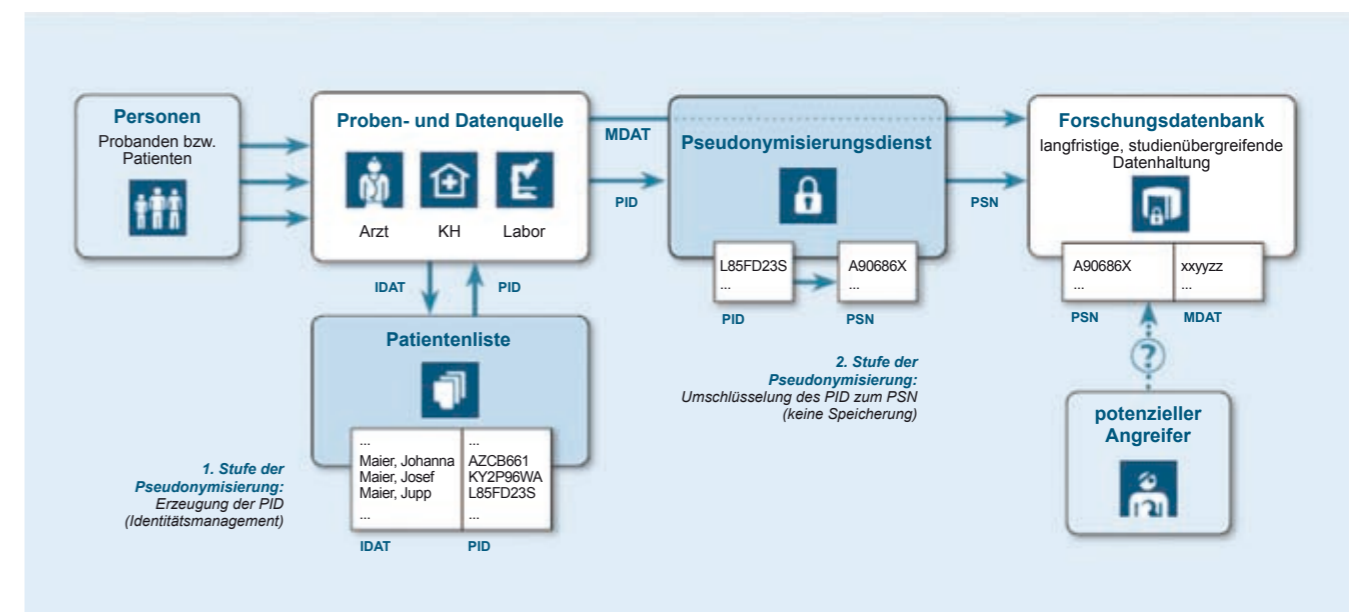 Personen
Probanden bzw.
Patienten
Proben- und Datenquelle
Arzt
KH
Labor
MDAT
PID
Pseudonymisierungsdienst
L85FD23S
...
A90686X
...
PID
PSN
PSN
Forschungsdatenbank
langfristige, studienübergreifende
Datenhaltung
A90686X
...
xxyyzz
...
PSN
MDAT
IDAT
PID
Patientenliste
...
Maier, Johanna
Maier, Josef
Maier, Jupp
...
...
AZCB661
KY2P96WA
L85FD23S
...
IDAT
PID
1. Stufe der
Pseudonymisierung:
Erzeugung der PID
(Identitätsmanagement)
2. Stufe der
Pseudonymisierung:
Umschlüsselung des PID zum PSN
(keine Speicherung)
?
potenzieller
Angreifer